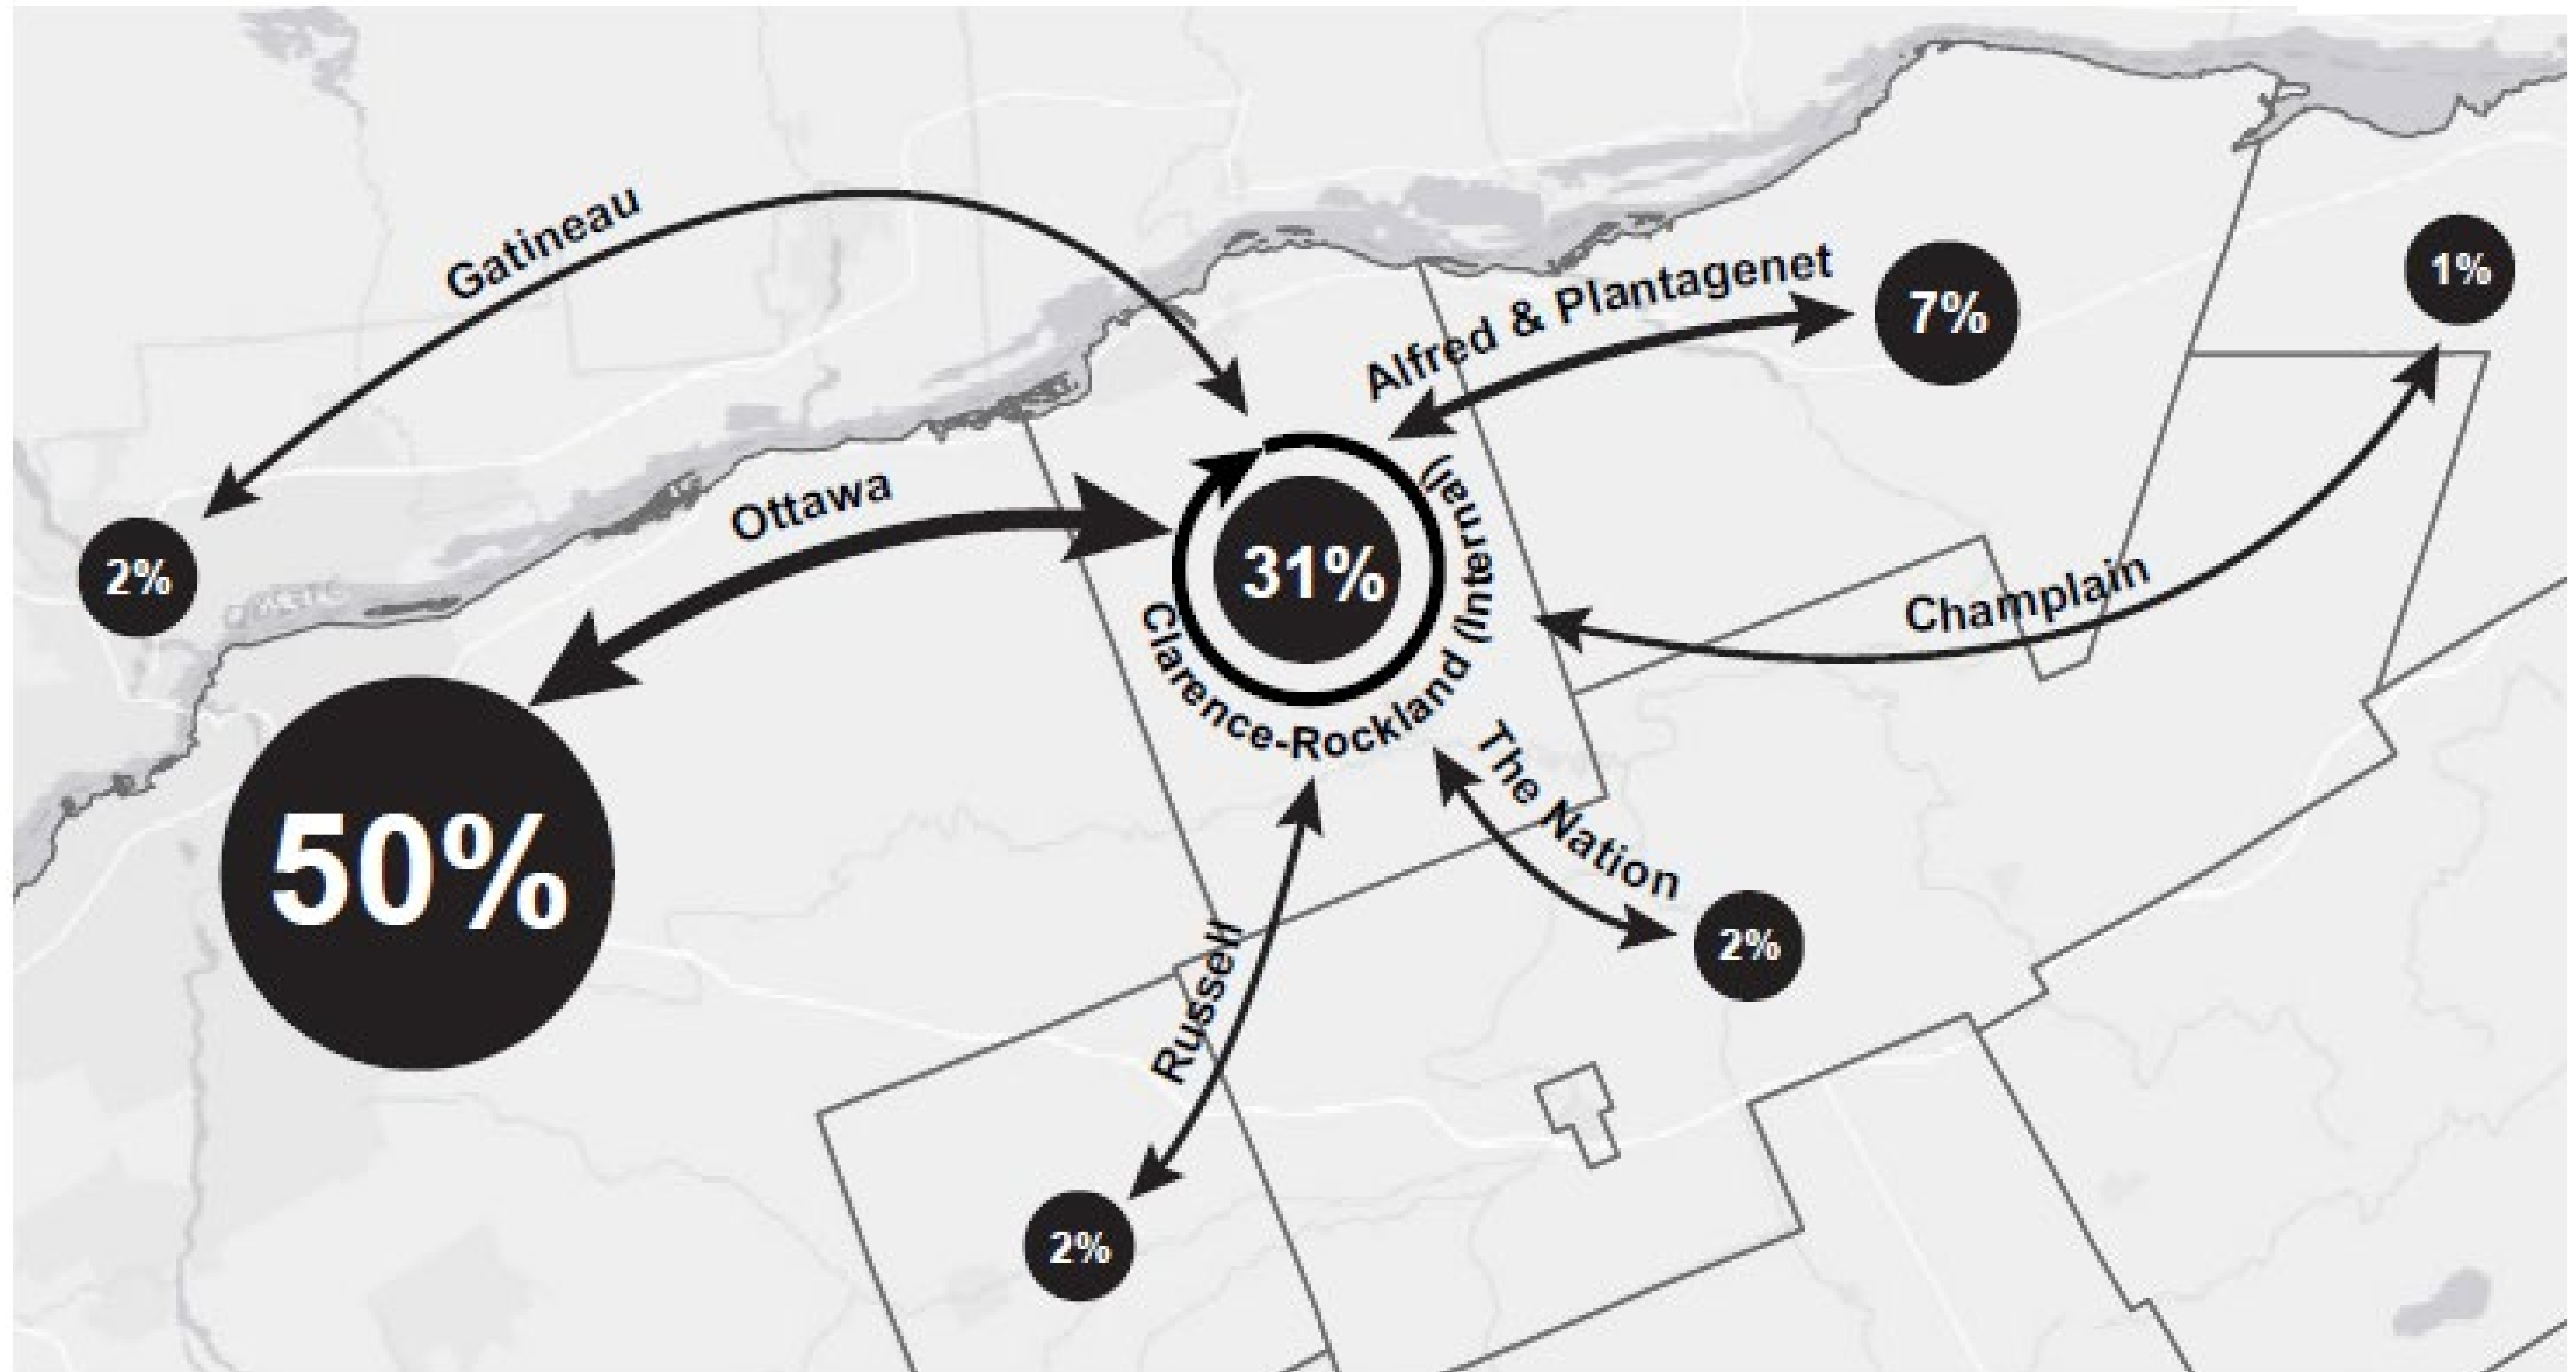 Gatineau
2%
Ottawa
50%
Alfred & Plantagenet
7%
1%
Champlain
31%
Clarence-Rockland (Internal)
The Nation
2%
Russell
2%